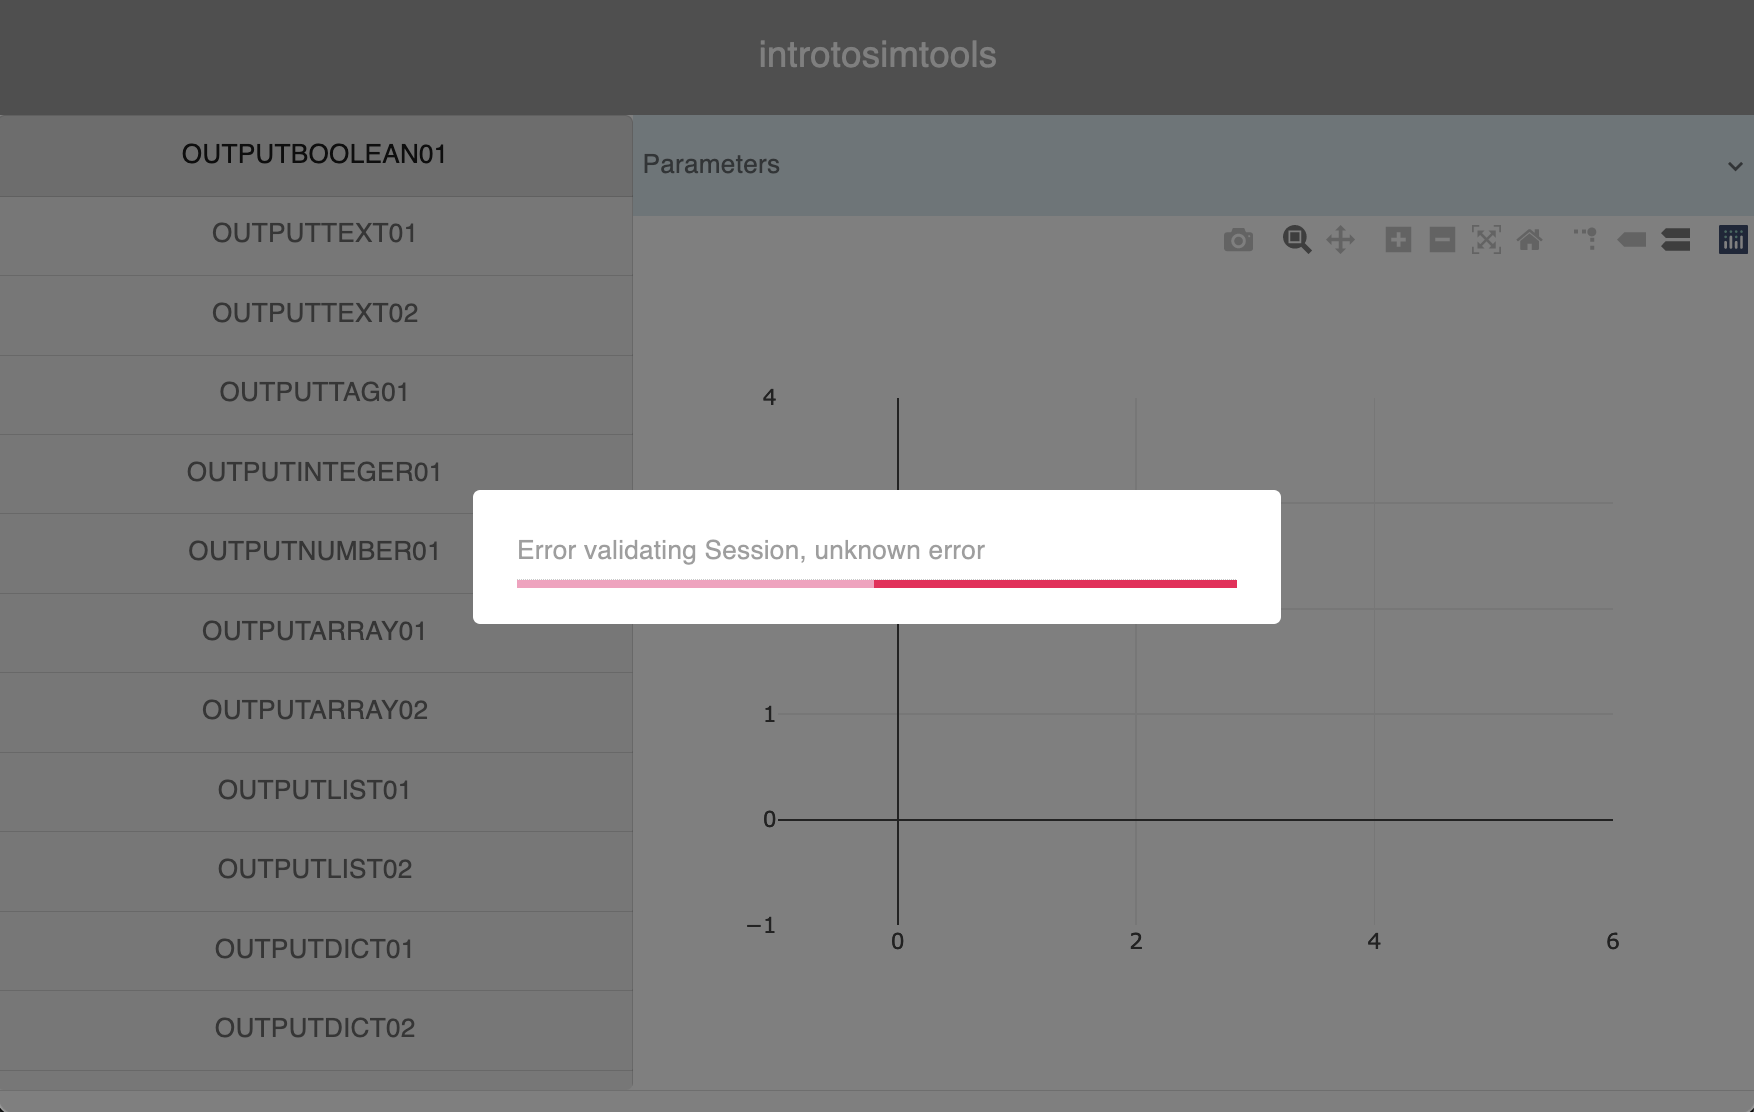 introtosimtools
OUTPUTBOOLEAN01
OUTPUTTEXT01
OUTPUTTEXT02
OUTPUTTAG01
OUTPUTINTEGER01
OUTPUTNUMBER01
OUTPUTARRAY01
OUTPUTARRAY02
OUTPUTLIST01
OUTPUTLIST02
OUTPUTDICT01
OUTPUTDICT02
Parameters
4
Error validating Session, unknown error
1
0
−1
0 2 4 6